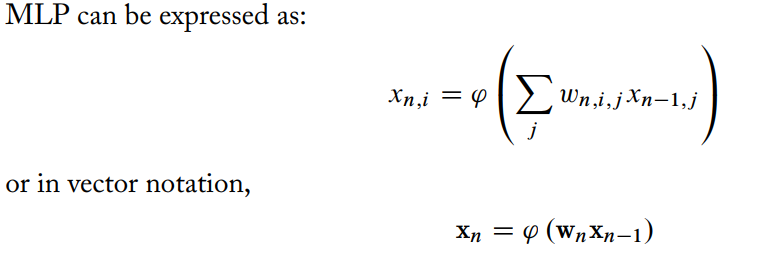 MLP can be expressed as:
x_{n,i} = φ ( ∑_j w_{n,i,j} x_{n−1,j} )
or in vector notation,
𝐱_n = φ (𝐰_n 𝐱_{n−1})